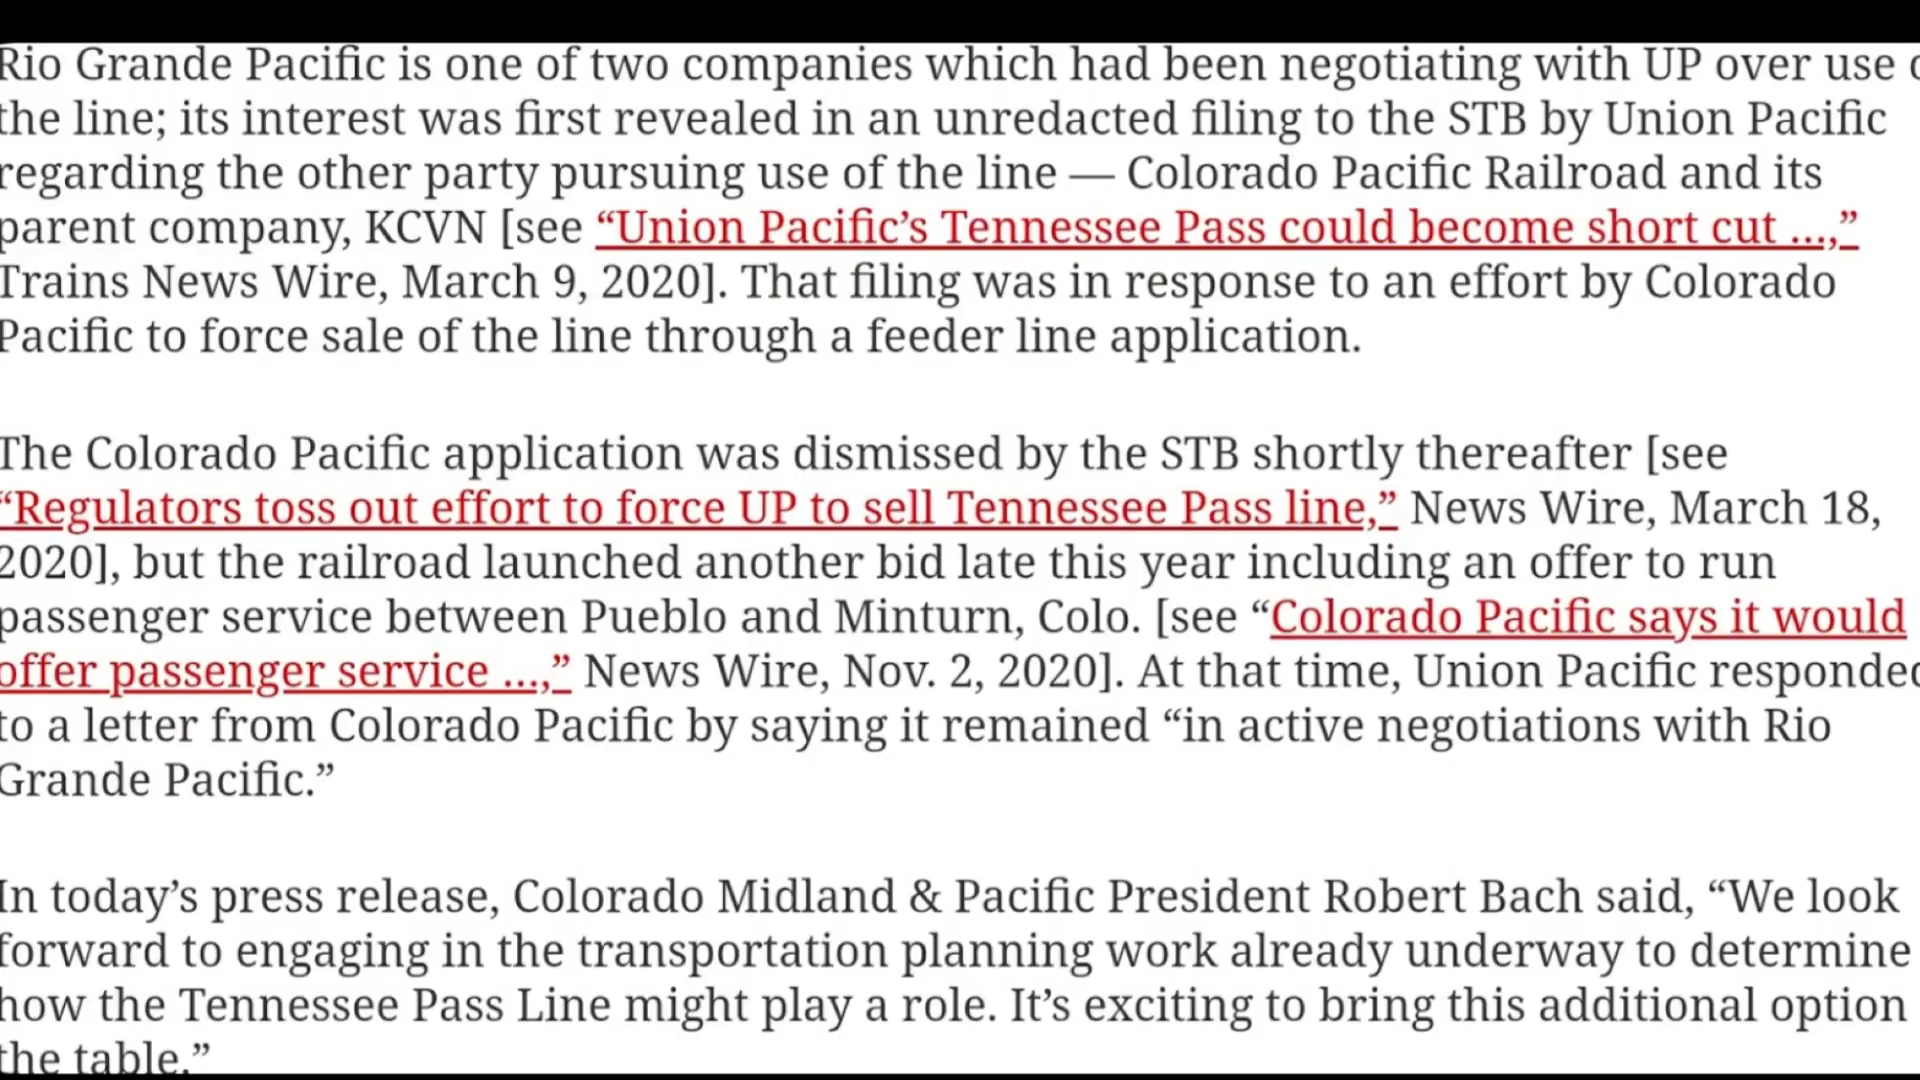 Rio Grande Pacific is one of two companies which had been negotiating with UP over use
the line; its interest was first revealed in an unredacted filing to the STB by Union Pacific
regarding the other party pursuing use of the line — Colorado Pacific Railroad and its
parent company, KCVN [see “Union Pacific’s Tennessee Pass could become short cut …,”
Trains News Wire, March 9, 2020]. That filing was in response to an effort by Colorado
Pacific to force sale of the line through a feeder line application.
The Colorado Pacific application was dismissed by the STB shortly thereafter [see
“Regulators toss out effort to force UP to sell Tennessee Pass line,” News Wire, March 18,
2020], but the railroad launched another bid late this year including an offer to run
passenger service between Pueblo and Minturn, Colo. [see “Colorado Pacific says it would
offer passenger service …,” News Wire, Nov. 2, 2020]. At that time, Union Pacific responded
to a letter from Colorado Pacific by saying it remained “in active negotiations with Rio
Grande Pacific.”
In today’s press release, Colorado Midland & Pacific President Robert Bach said, “We look
forward to engaging in the transportation planning work already underway to determine
how the Tennessee Pass Line might play a role. It’s exciting to bring this additional option
the table.”